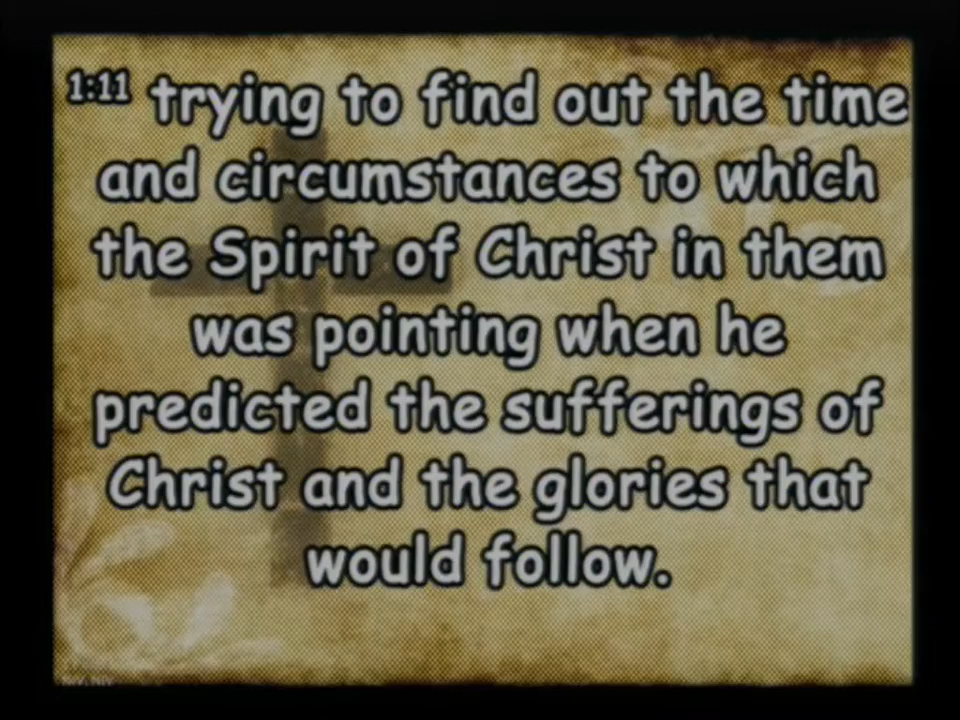 1:11 trying to find out the time
and circumstances to which
the Spirit of Christ in them
was pointing when he
predicted the sufferings of
Christ and the glories that
would follow.